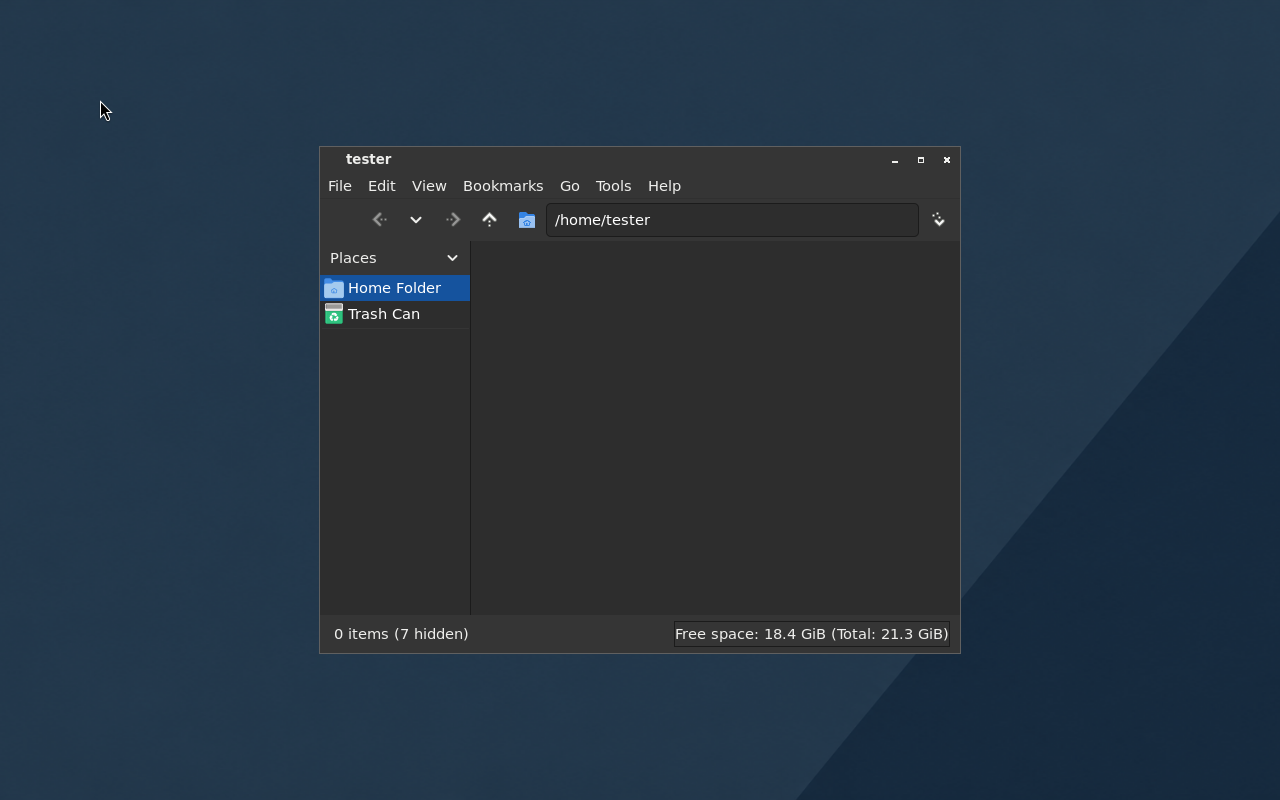 tester
File Edit View Bookmarks Go Tools Help
/home/tester
Places
Home Folder
Trash Can
0 items (7 hidden)
Free space: 18.4 GiB (Total: 21.3 GiB)